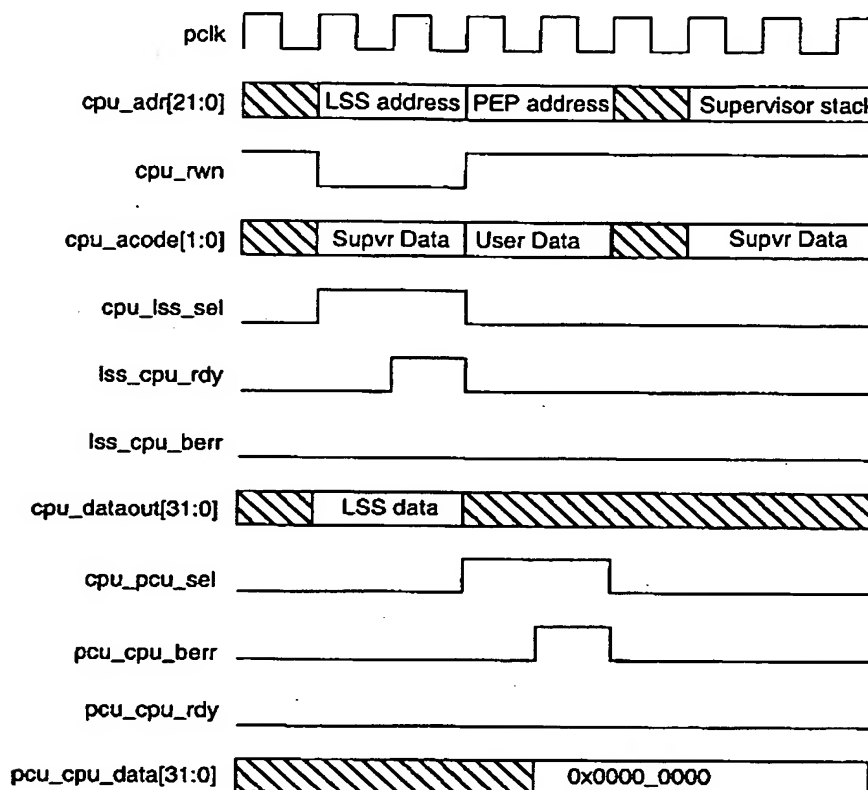 pclk
cpu_adr[21:0] LSS address PEP address Supervisor stack
cpu_rwn
cpu_acode[1:0] Supvr Data User Data Supvr Data
cpu_lss_sel
lss_cpu_rdy
lss_cpu_berr
cpu_dataout[31:0] LSS data
cpu_pcu_sel
pcu_cpu_berr
pcu_cpu_rdy
pcu_cpu_data[31:0] 0x0000_0000